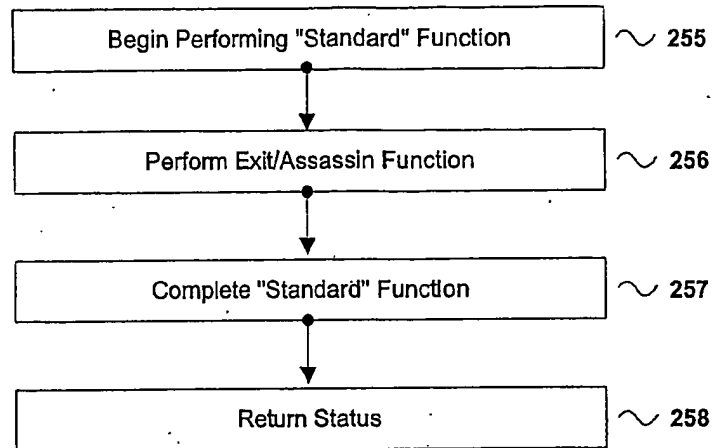 Begin Performing "Standard" Function 255
Perform Exit/Assassin Function 256
Complete "Standard" Function 257
Return Status 258